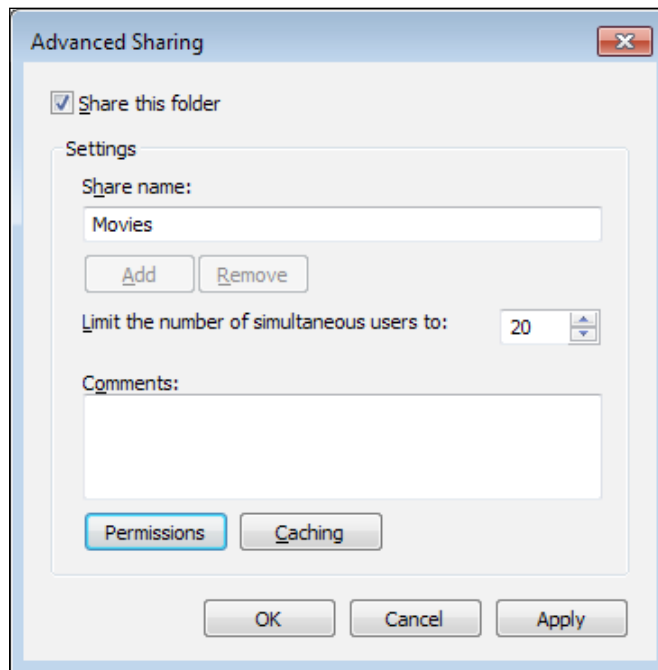 Advanced Sharing
Share this folder
Settings
Share name:
Movies
Add Remove
Limit the number of simultaneous users to: 20
Comments:
Permissions Caching
OK Cancel Apply